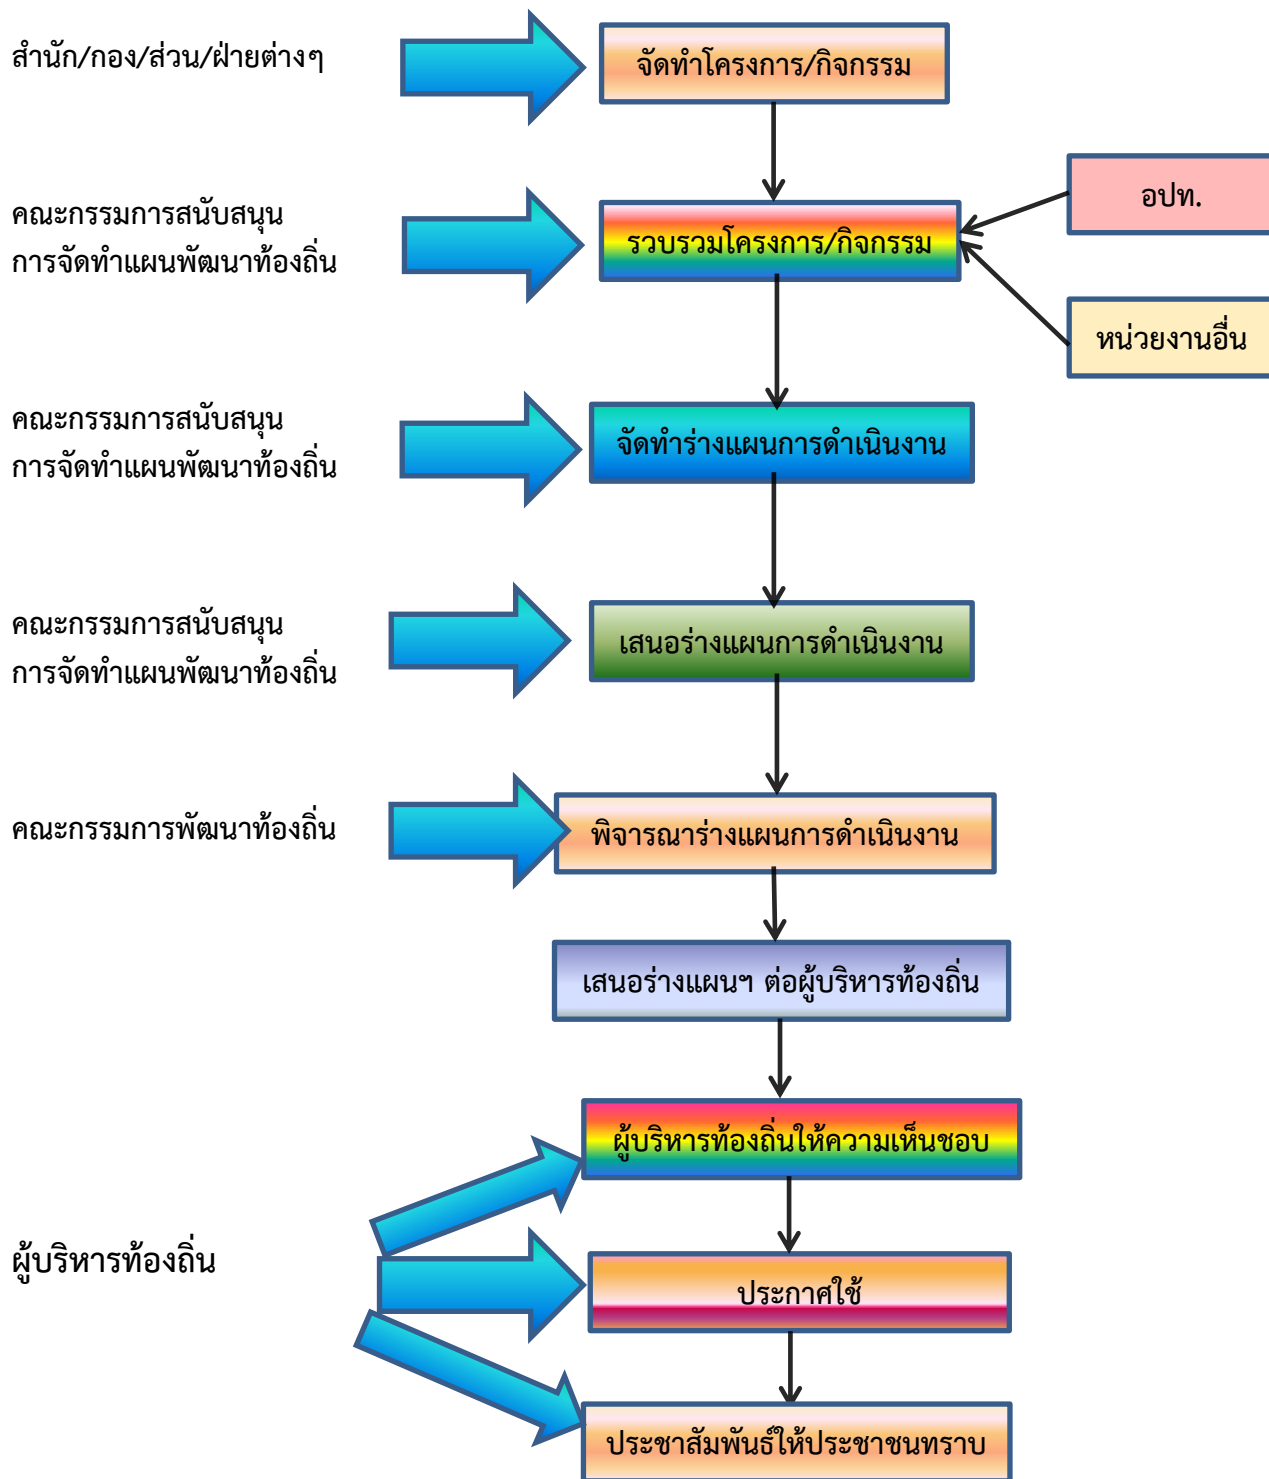 สำนัก/กอง/ส่วน/ฝ่ายต่างๆ
จัดทำโครงการ/กิจกรรม
คณะกรรมการสนับสนุน
การจัดทำแผนพัฒนาท้องถิ่น
รวบรวมโครงการ/กิจกรรม
อปท.
หน่วยงานอื่น
คณะกรรมการสนับสนุน
การจัดทำแผนพัฒนาท้องถิ่น
จัดทำร่างแผนการดำเนินงาน
คณะกรรมการสนับสนุน
การจัดทำแผนพัฒนาท้องถิ่น
เสนอร่างแผนการดำเนินงาน
คณะกรรมการพัฒนาท้องถิ่น
พิจารณาร่างแผนการดำเนินงาน
เสนอร่างแผนฯ ต่อผู้บริหารท้องถิ่น
ผู้บริหารท้องถิ่นให้ความเห็นชอบ
ผู้บริหารท้องถิ่น
ประกาศใช้
ประชาสัมพันธ์ให้ประชาชนทราบ